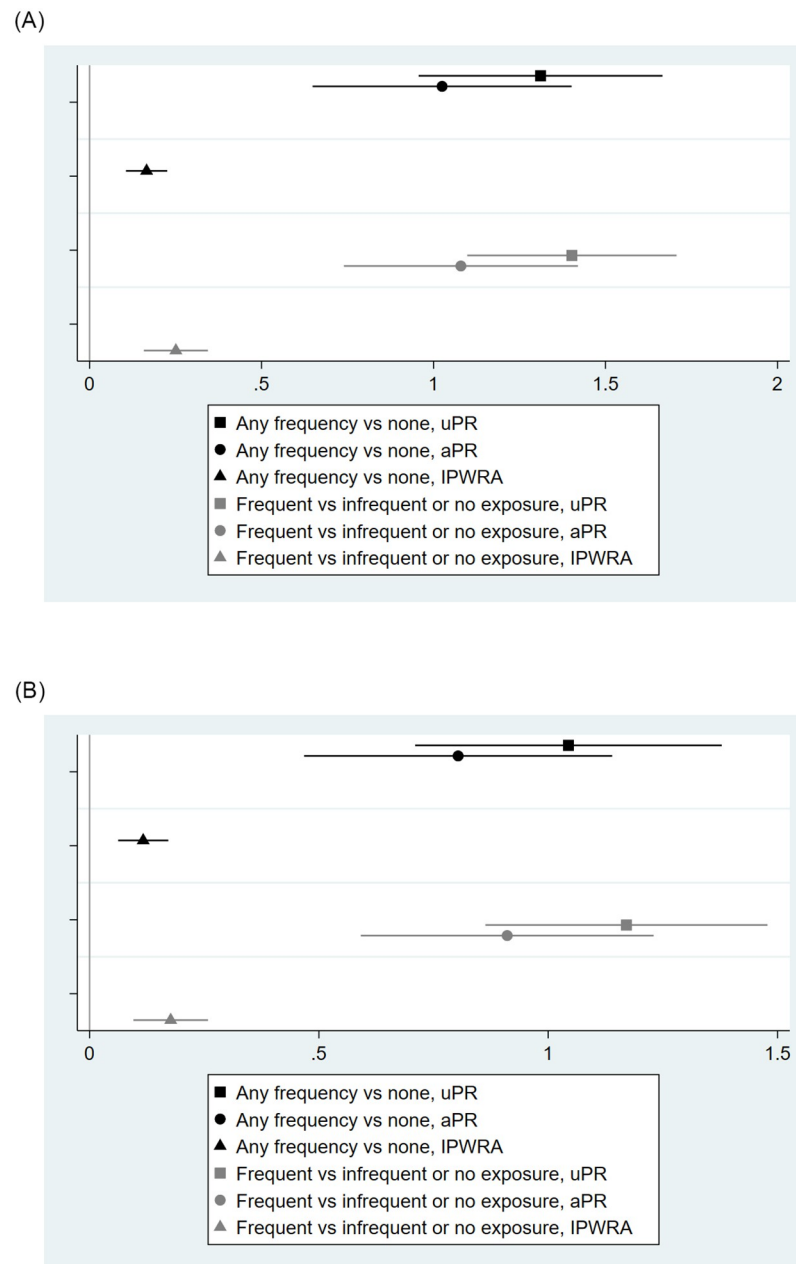 (A)
0 .5 1 1.5 2
Any frequency vs none, uPR
Any frequency vs none, aPR
Any frequency vs none, IPWRA
Frequent vs infrequent or no exposure, uPR
Frequent vs infrequent or no exposure, aPR
Frequent vs infrequent or no exposure, IPWRA
(B)
0 .5 1 1.5
Any frequency vs none, uPR
Any frequency vs none, aPR
Any frequency vs none, IPWRA
Frequent vs infrequent or no exposure, uPR
Frequent vs infrequent or no exposure, aPR
Frequent vs infrequent or no exposure, IPWRA